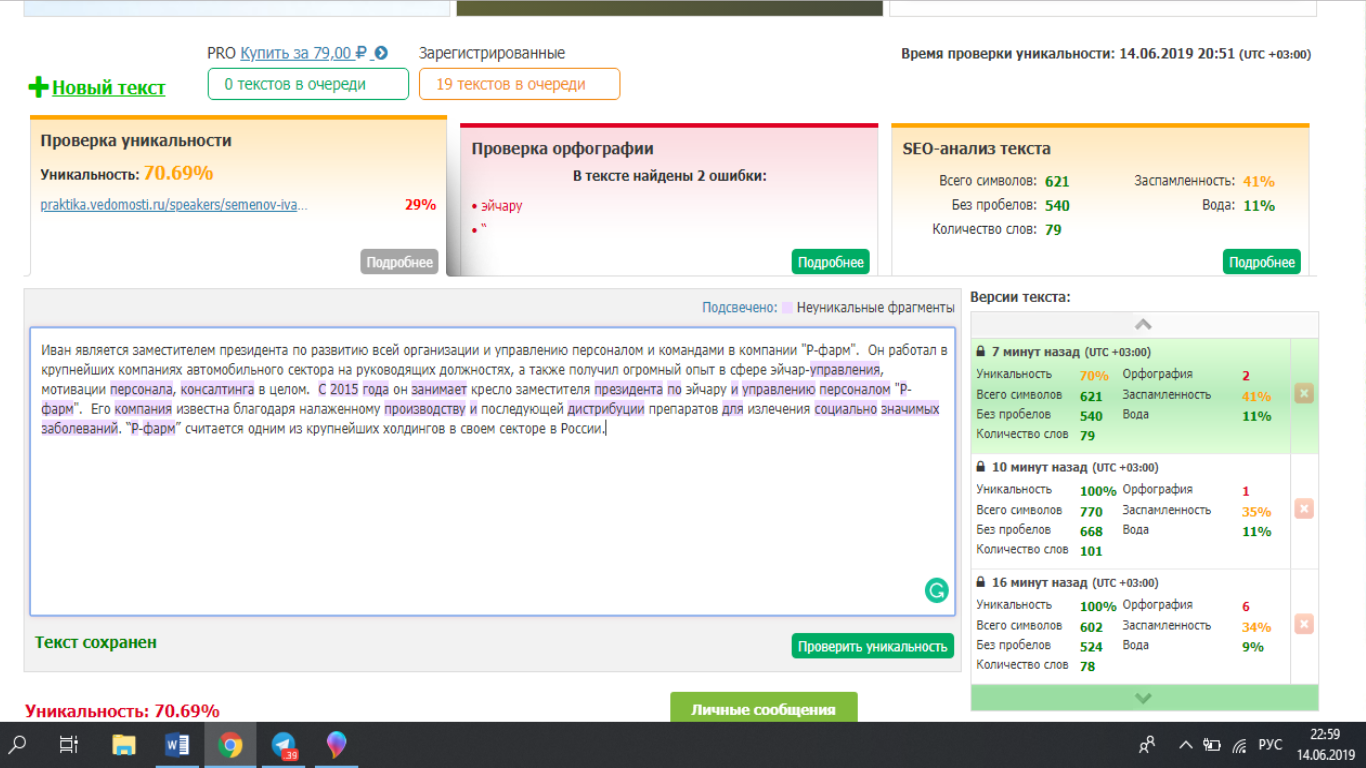 PRO Купить за 79,00 ₽
Зарегистрированные
Время проверки уникальности: 14.06.2019 20:51 (UTC +03:00)
Новый текст
0 текстов в очереди
19 текстов в очереди
Проверка уникальности
Уникальность: 70.69%
praktika.vedomosti.ru/speakers/semenov-iva... 29%
Подробнее
Проверка орфографии
В тексте найдены 2 ошибки:
• эйчару
• "
Подробнее
SEO-анализ текста
Всего символов: 621 Заспамленность: 41%
Без пробелов: 540 Вода: 11%
Количество слов: 79
Подробнее
Подсвечено: Неуникальные фрагменты
Иван является заместителем президента по развитию всей организации и управлению персоналом и командами в компании "Р-фарм". Он работал в
крупнейших компаниях автомобильного сектора на руководящих должностях, а также получил огромный опыт в сфере эйчар-управления,
мотивации персонала, консалтинга в целом. С 2015 года он занимает кресло заместителя президента по эйчару и управлению персоналом "Р-
фарм". Его компания известна благодаря налаженному производству и последующей дистрибуции препаратов для излечения социально значимых
заболеваний. "Р-фарм" считается одним из крупнейших холдингов в своем секторе в России.
Текст сохранен
Проверить уникальность
Версии текста:
7 минут назад (UTC +03:00)
Уникальность 70% Орфография 2
Всего символов 621 Заспамленность 41%
Без пробелов 540 Вода 11%
Количество слов 79
10 минут назад (UTC +03:00)
Уникальность 100% Орфография 1
Всего символов 770 Заспамленность 35%
Без пробелов 668 Вода 11%
Количество слов 101
16 минут назад (UTC +03:00)
Уникальность 100% Орфография 6
Всего символов 602 Заспамленность 34%
Без пробелов 524 Вода 9%
Количество слов 78
Уникальность: 70.69%
Личные сообщения
39
РУС
22:59
14.06.2019